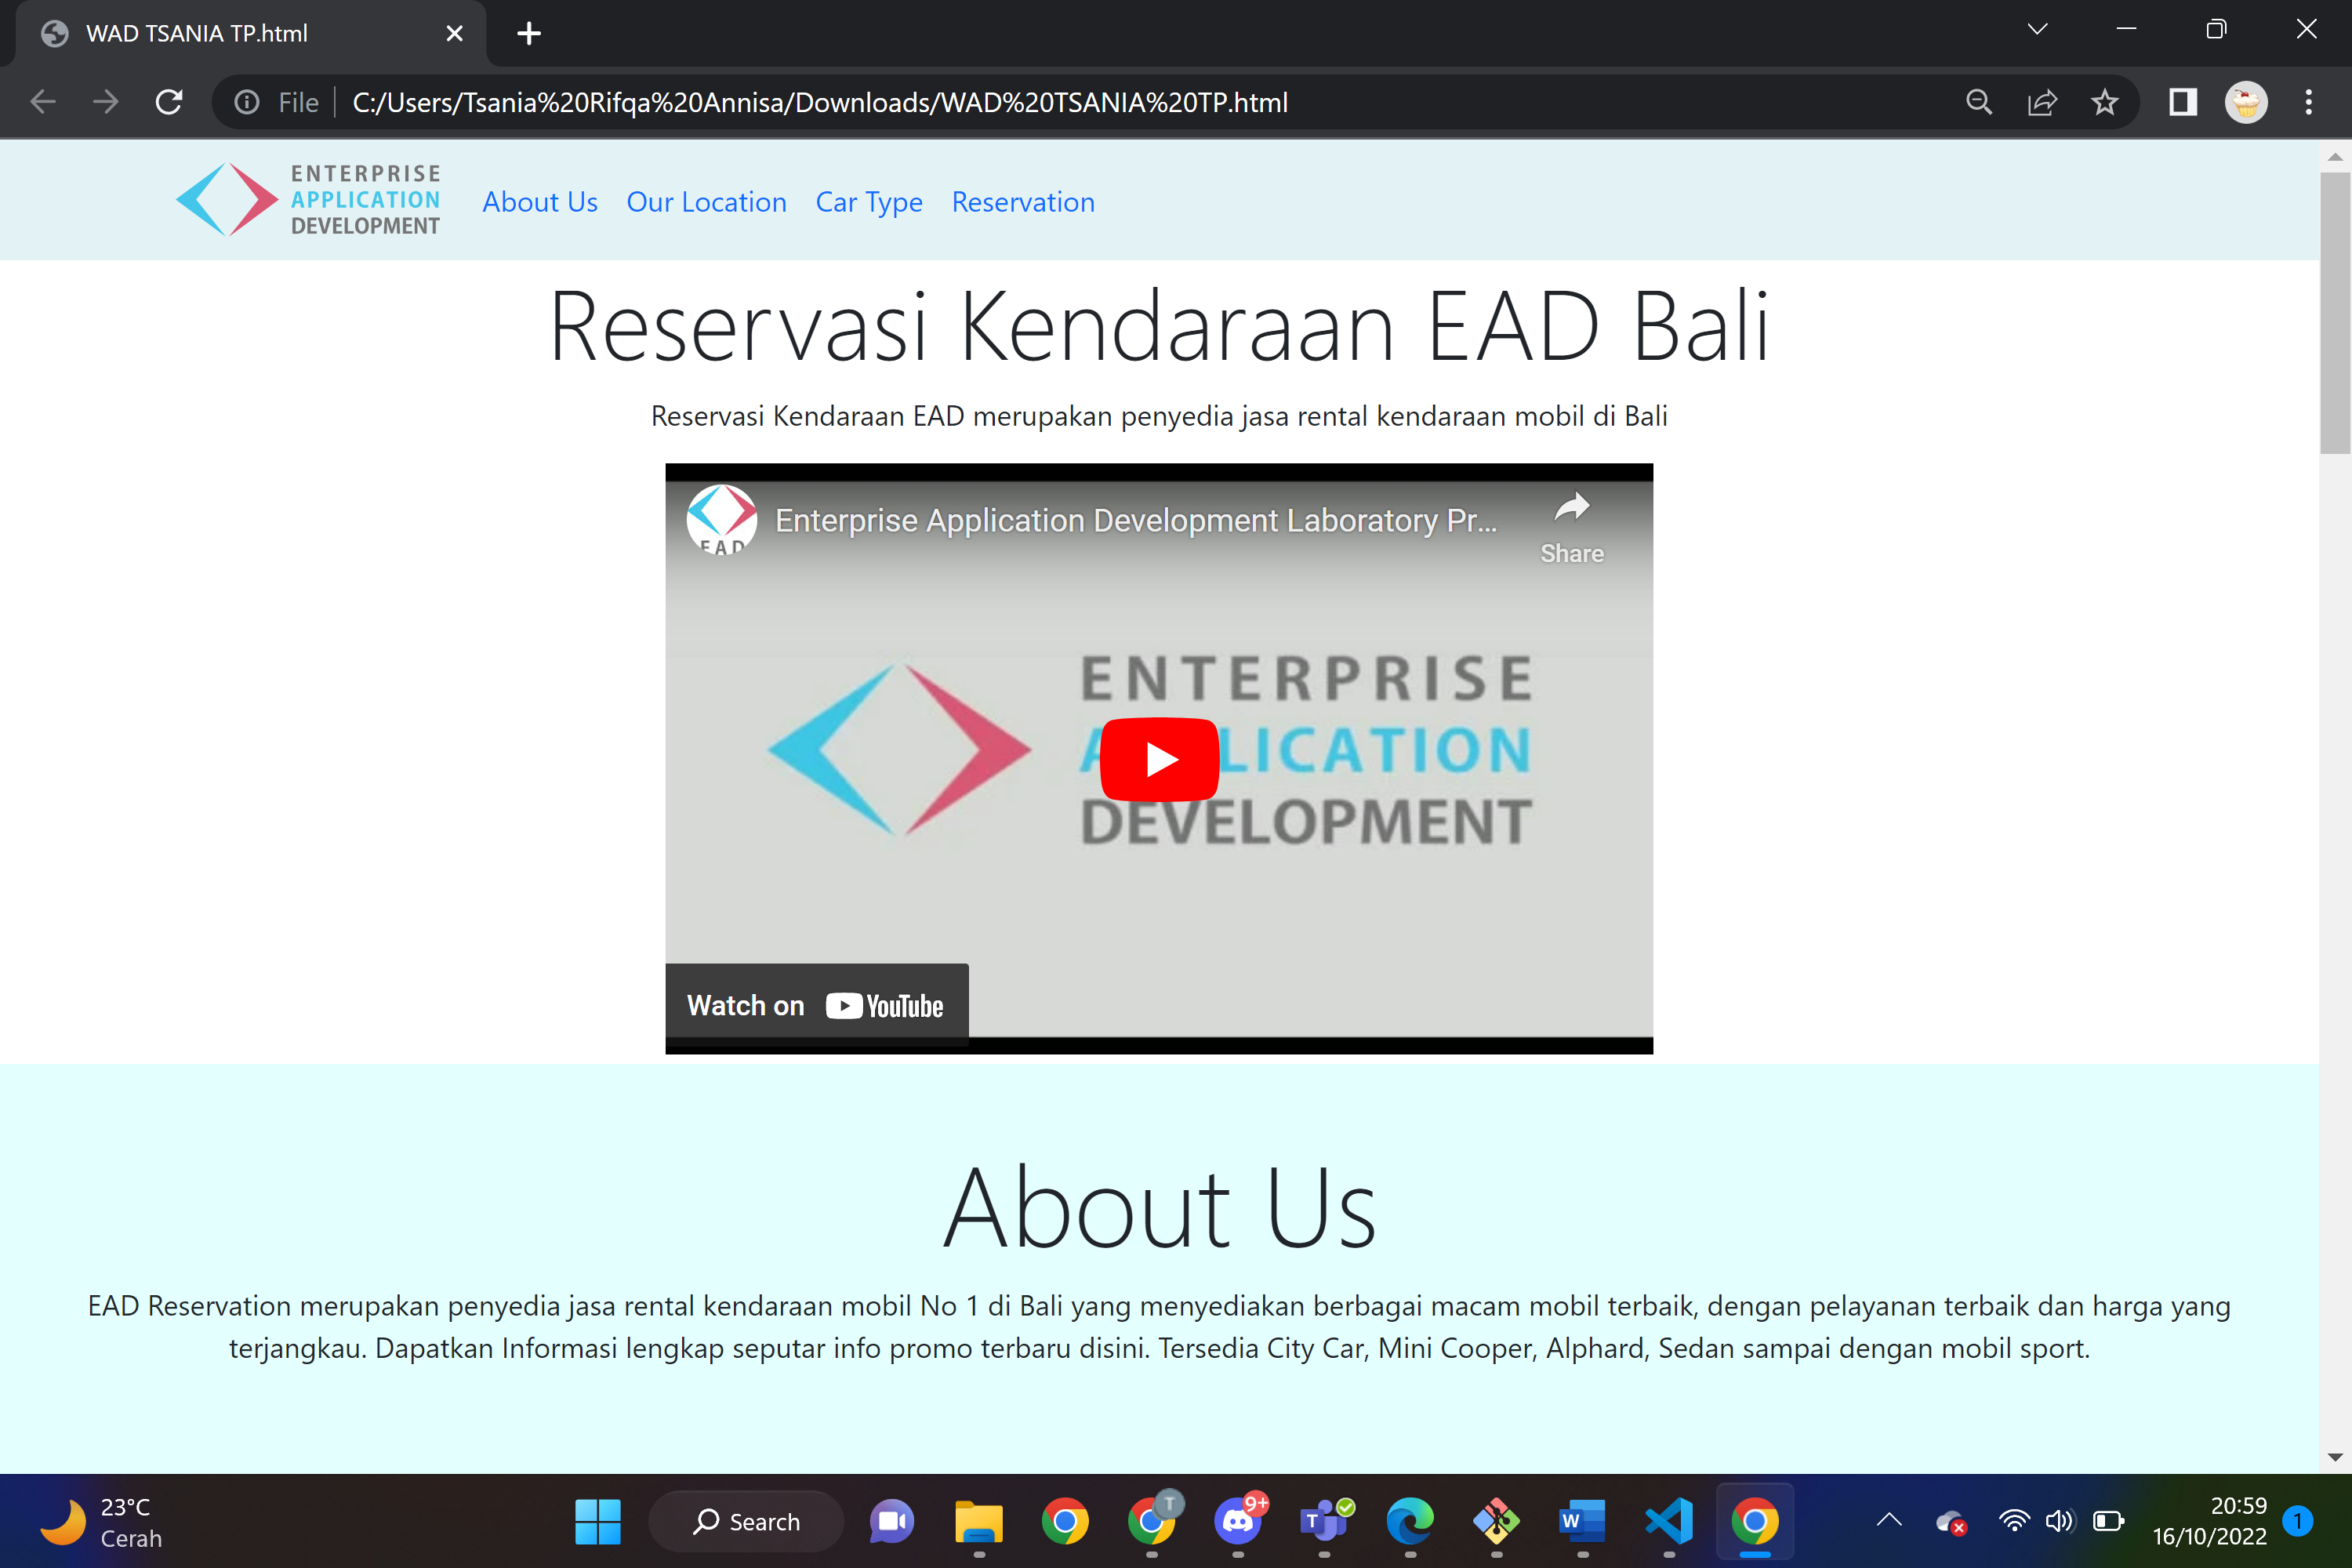 WAD TSANIA TP.html
File
C:/Users/Tsania%20Rifqa%20Annisa/Downloads/WAD%20TSANIA%20TP.html
ENTERPRISE
APPLICATION
DEVELOPMENT
About Us Our Location Car Type Reservation
Reservasi Kendaraan EAD Bali
Reservasi Kendaraan EAD merupakan penyedia jasa rental kendaraan mobil di Bali
EAD
Enterprise Application Development Laboratory Pr...
Share
ENTERPRISE
APPLICATION
DEVELOPMENT
Watch on YouTube
About Us
EAD Reservation merupakan penyedia jasa rental kendaraan mobil No 1 di Bali yang menyediakan berbagai macam mobil terbaik, dengan pelayanan terbaik dan harga yang
terjangkau. Dapatkan Informasi lengkap seputar info promo terbaru disini. Tersedia City Car, Mini Cooper, Alphard, Sedan sampai dengan mobil sport.
23°C
Cerah
Search
T
9+
T
W
20:59
16/10/2022
1